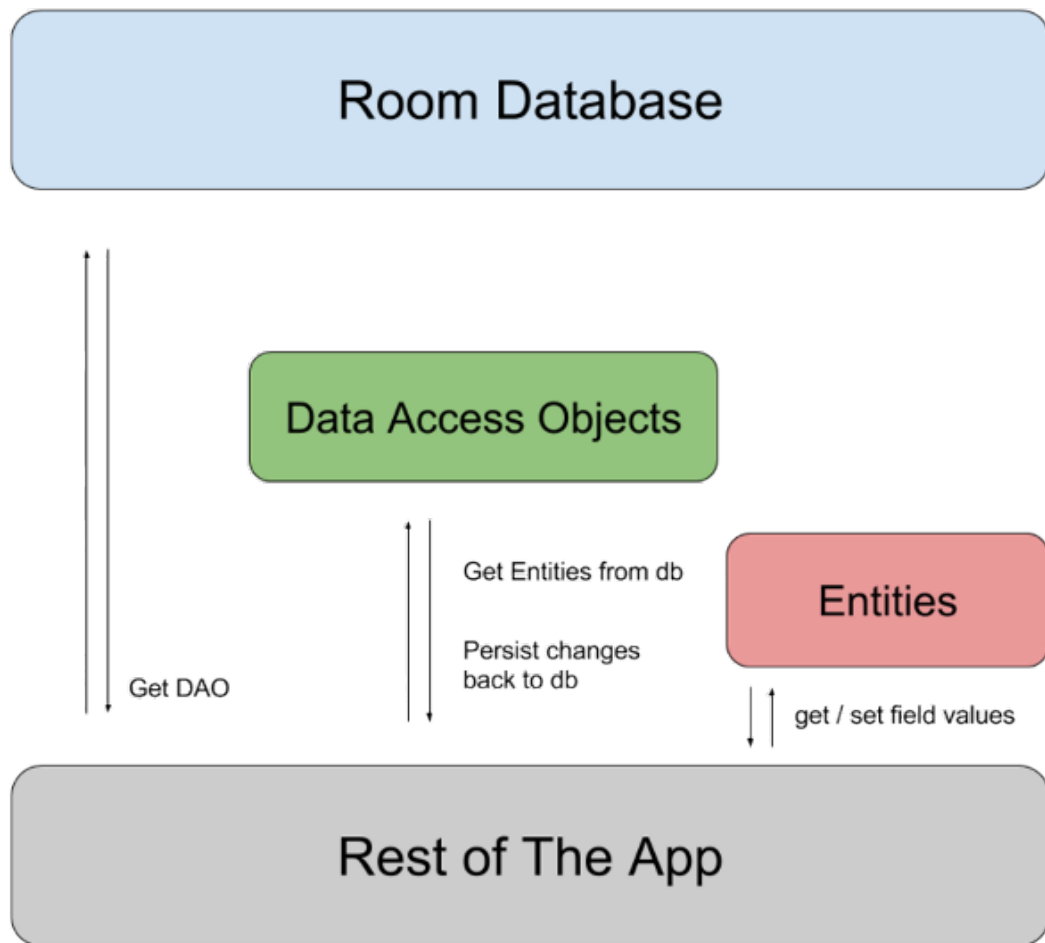 Room Database
Data Access Objects
Get Entities from db
Entities
Persist changes
back to db
Get DAO
get / set field values
Rest of The App